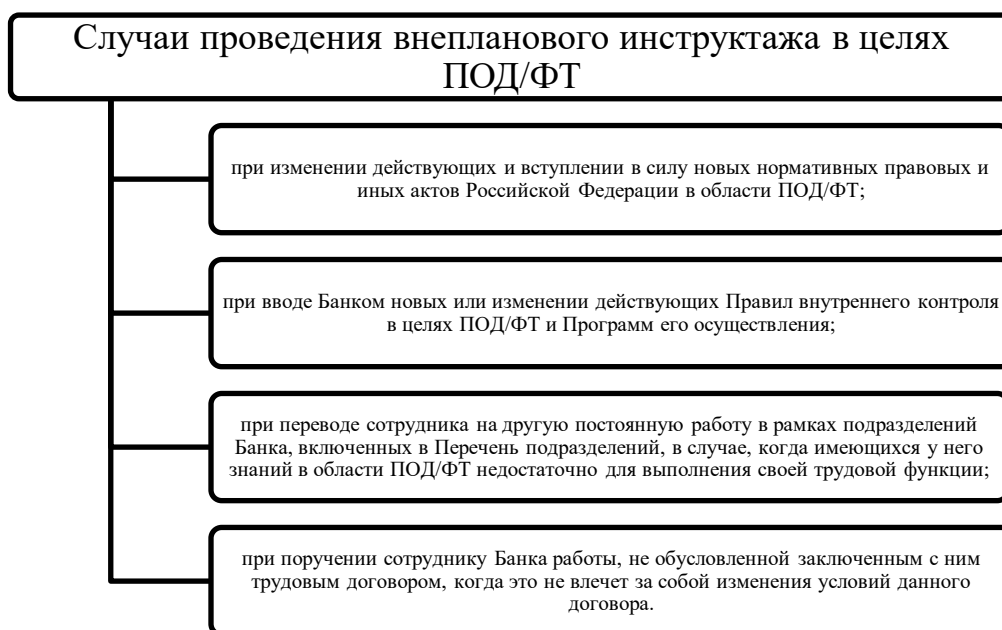 Случаи проведения внепланового инструктажа в целях
ПОД/ФТ
при изменении действующих и вступлении в силу новых нормативных правовых и
иных актов Российской Федерации в области ПОД/ФТ;
при вводе Банком новых или изменении действующих Правил внутреннего контроля
в целях ПОД/ФТ и Программ его осуществления;
при переводе сотрудника на другую постоянную работу в рамках подразделений
Банка, включенных в Перечень подразделений, в случае, когда имеющихся у него
знаний в области ПОД/ФТ недостаточно для выполнения своей трудовой функции;
при поручении сотруднику Банка работы, не обусловленной заключенным с ним
трудовым договором, когда это не влечет за собой изменения условий данного
договора.